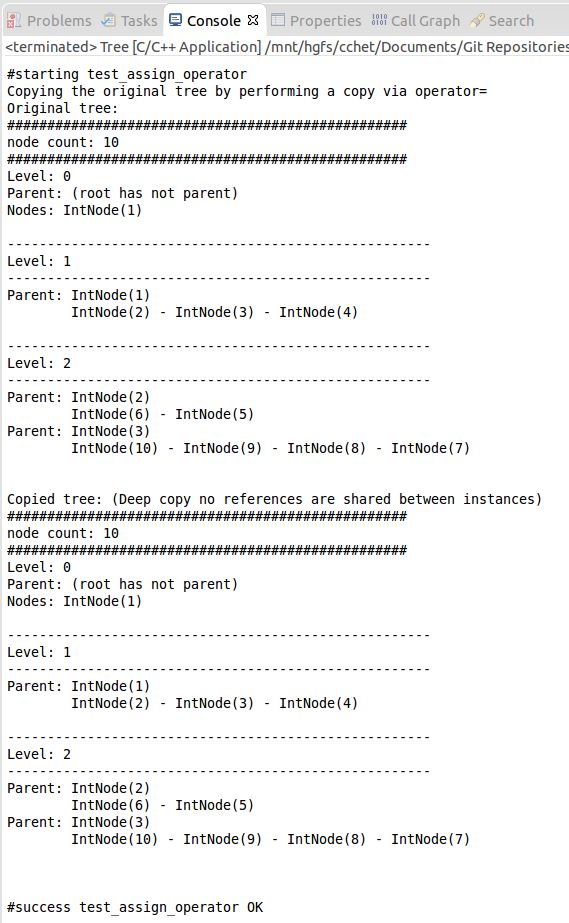 Problems Tasks Console Properties Call Graph Search
<terminated> Tree [C/C++ Application] /mnt/hgfs/cchet/Documents/Git Repositories
#starting test_assign_operator
Copying the original tree by performing a copy via operator=
Original tree:
##################################################
node count: 10
##################################################
Level: 0
Parent: (root has not parent)
Nodes: IntNode(1)
-----------------------------------------------------
Level: 1
-----------------------------------------------------
Parent: IntNode(1)
IntNode(2) - IntNode(3) - IntNode(4)
-----------------------------------------------------
Level: 2
-----------------------------------------------------
Parent: IntNode(2)
IntNode(6) - IntNode(5)
Parent: IntNode(3)
IntNode(10) - IntNode(9) - IntNode(8) - IntNode(7)
Copied tree: (Deep copy no references are shared between instances)
##################################################
node count: 10
##################################################
Level: 0
Parent: (root has not parent)
Nodes: IntNode(1)
-----------------------------------------------------
Level: 1
-----------------------------------------------------
Parent: IntNode(1)
IntNode(2) - IntNode(3) - IntNode(4)
-----------------------------------------------------
Level: 2
-----------------------------------------------------
Parent: IntNode(2)
IntNode(6) - IntNode(5)
Parent: IntNode(3)
IntNode(10) - IntNode(9) - IntNode(8) - IntNode(7)
#success test_assign_operator OK